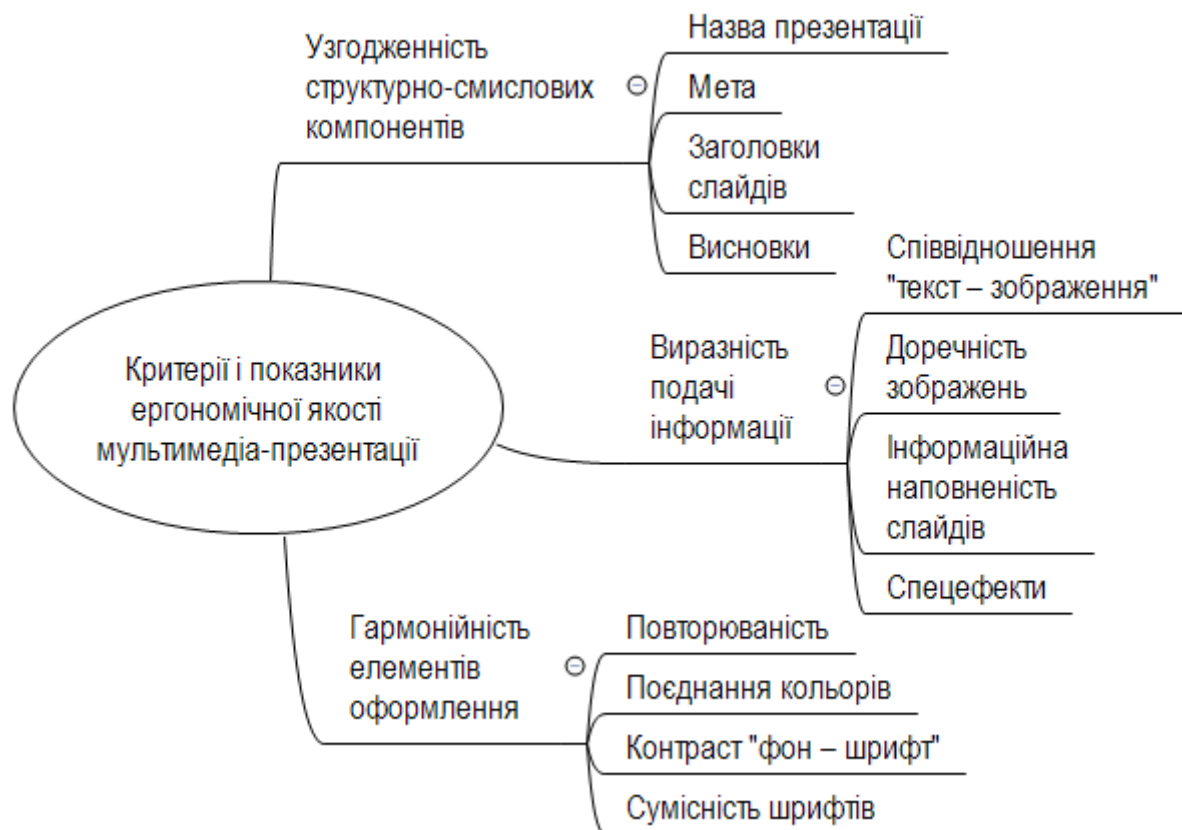 Критерії і показники
ергономічної якості
мультимедіа-презентації
Узгодженність
структурно-смислових
компонентів
Назва презентації
Мета
Заголовки
слайдів
Висновки
Виразність
подачі
інформації
Співвідношення
"текст – зображення"
Доречність
зображень
Інформаційна
наповненість
слайдів
Спецефекти
Гармонійність
елементів
оформлення
Повторюваність
Поєднання кольорів
Контраст "фон – шрифт"
Сумісність шрифтів